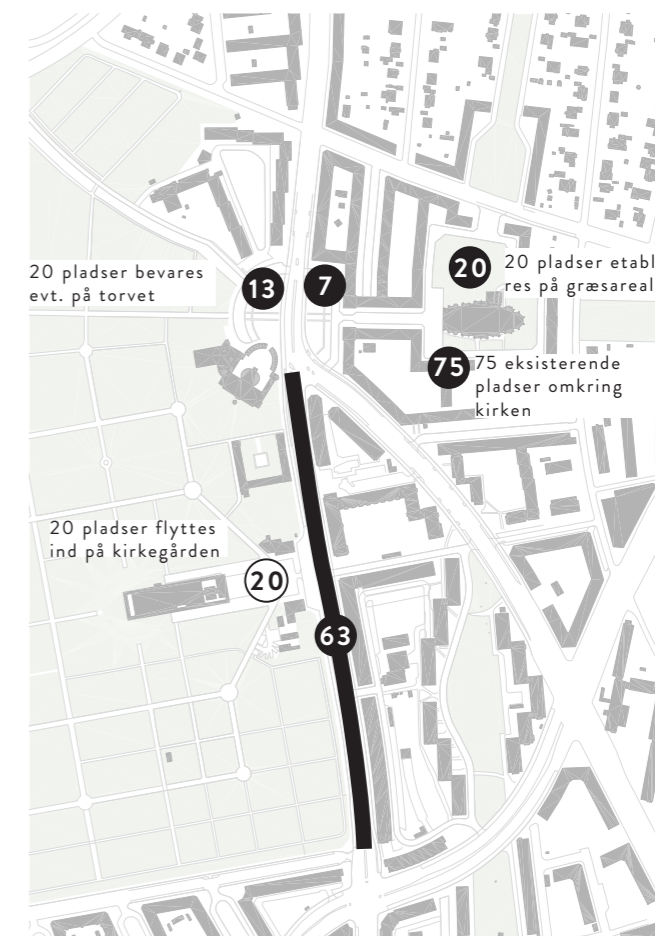 20 pladser bevares
evt. på torvet
13
7
20
20 pladser etabl
res på græsareal
75
75 eksisterende
pladser omkring
kirken
20 pladser flyttes
ind på kirkegården
20
63